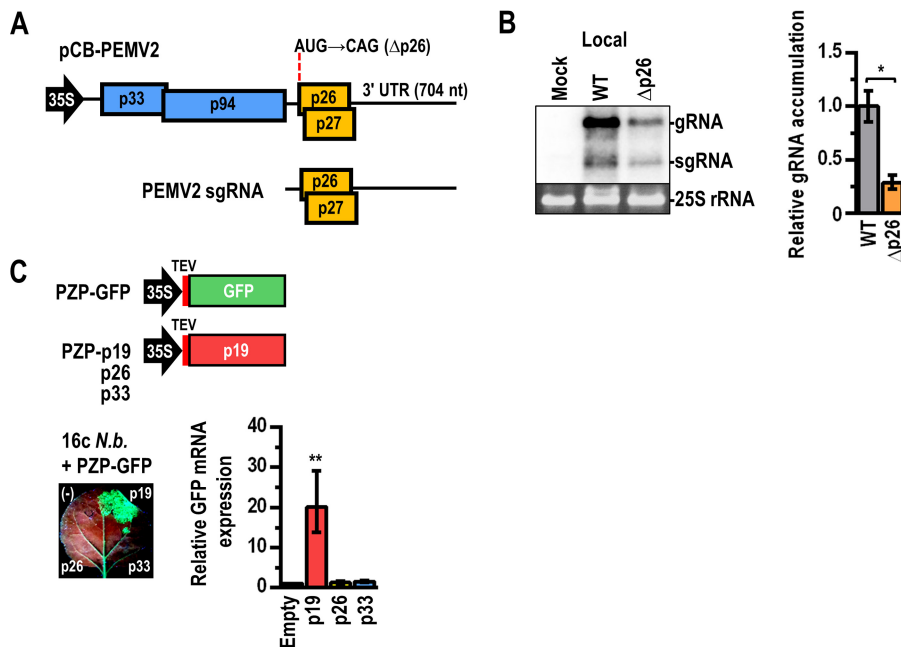 A
pCB-PEMV2
AUG→CAG (Δp26)
35S
p33
p94
p26
p27
3' UTR (704 nt)
PEMV2 sgRNA
p26
p27
B
Local
Mock
WT
Δp26
-gRNA
-sgRNA
-25S rRNA
Relative gRNA accumulation
1.5
1.0
0.5
0
*
WT
Δp26
C
TEV
PZP-GFP
35S
GFP
TEV
PZP-p19
35S
p19
p26
p33
16c N.b.
+ PZP-GFP
(-)
p19
p26
p33
Relative GFP mRNA
expression
40
30
20
10
0
**
Empty
p19
p26
p33